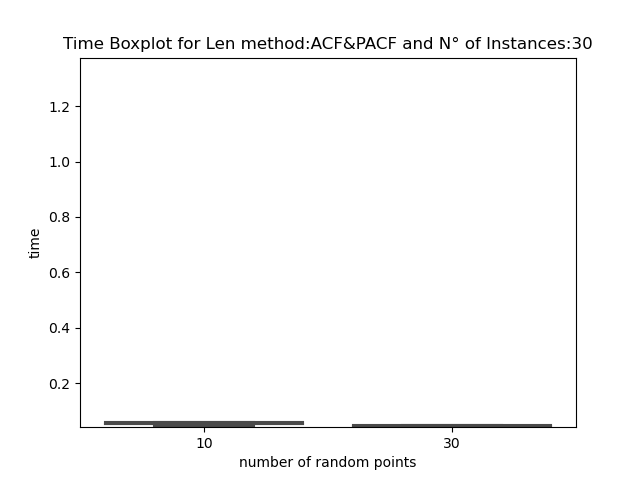 Time Boxplot for Len method:ACF&PACF and N° of Instances:30
1.2
1.0
0.8
0.6
0.4
0.2
time
10 30
number of random points